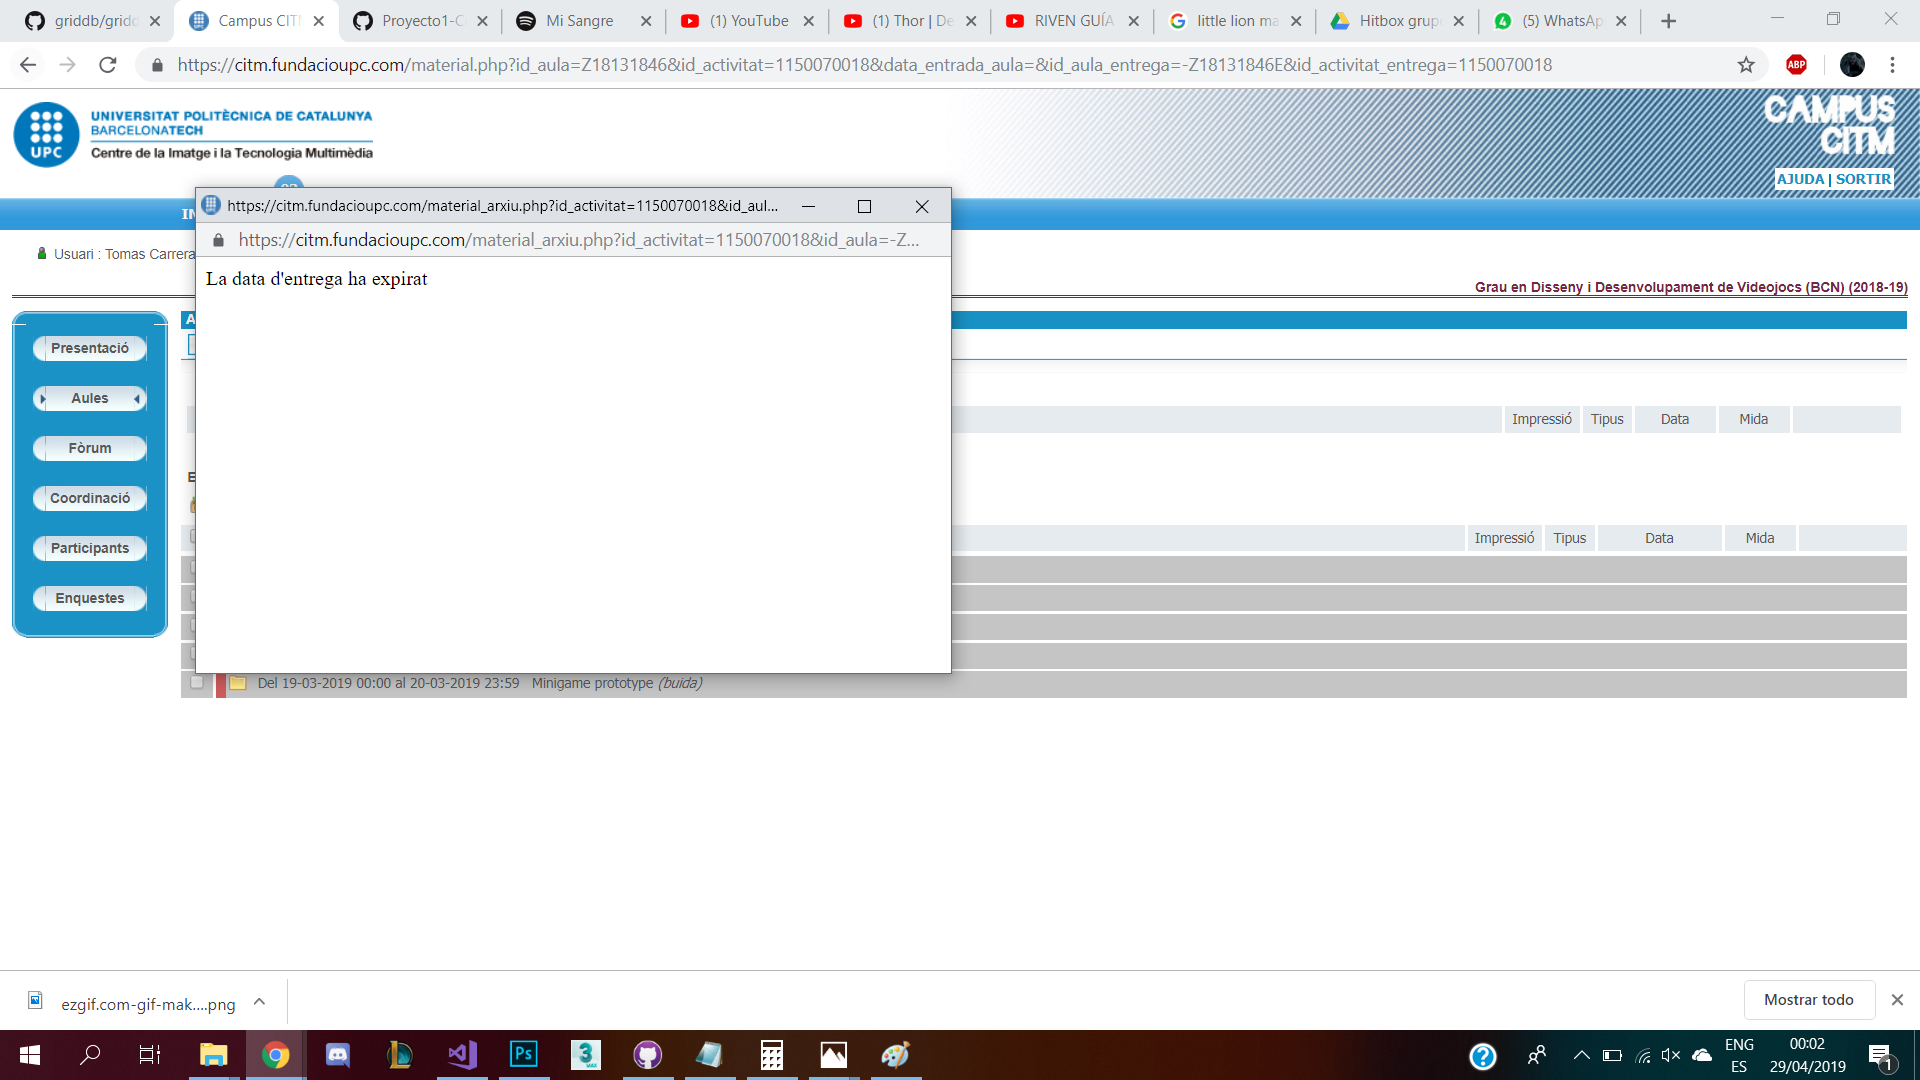 griddb/gridd
Campus CIT
Proyecto1-C
Mi Sangre
(1) YouTube
(1) Thor | De
RIVEN GUÍA
little lion ma
Hitbox grup
(5) WhatsAp
https://citm.fundacioupc.com/material.php?id_aula=Z18131846&id_activitat=1150070018&data_entrada_aula=&id_aula_entrega=-Z18131846E&id_activitat_entrega=1150070018
ABP
UPC
UNIVERSITAT POLITÈCNICA DE CATALUNYA
BARCELONATECH
Centre de la Imatge i la Tecnologia Multimèdia
CAMPUS
CITM
AJUDA | SORTIR
https://citm.fundacioupc.com/material_arxiu.php?id_activitat=1150070018&id_aul...
https://citm.fundacioupc.com/material_arxiu.php?id_activitat=1150070018&id_aula=-Z...
La data d'entrega ha expirat
Usuari : Tomas Carrera
Grau en Disseny i Desenvolupament de Videojocs (BCN) (2018-19)
Presentació
Aules
Fòrum
Coordinació
Participants
Enquestes
Impressió Tipus Data Mida
Impressió Tipus Data Mida
Del 19-03-2019 00:00 al 20-03-2019 23:59 Minigame prototype (buida)
ezgif.com-gif-mak....png
Mostrar todo
Ps
3
MAX
ENG
ES
00:02
29/04/2019
1